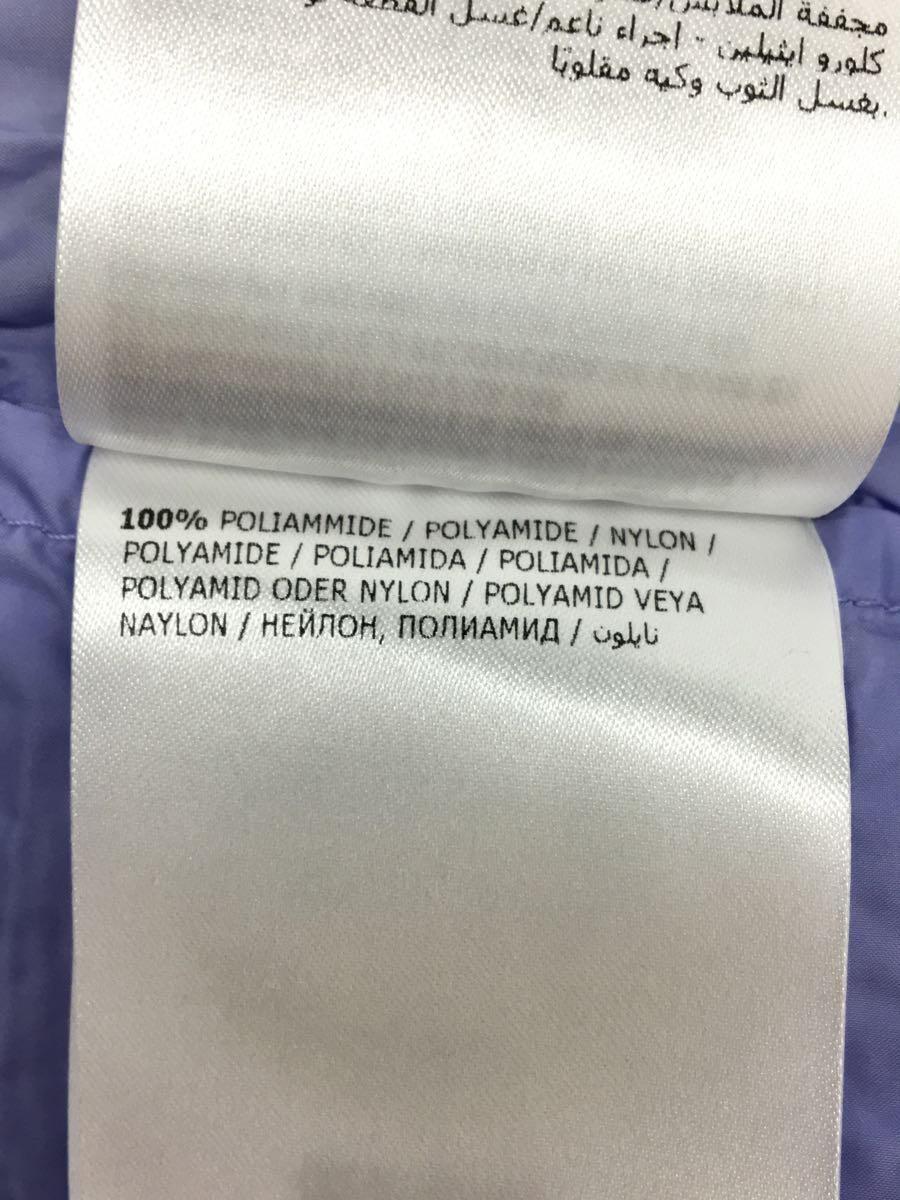 مجففة الملابس
كلورو ايثيلين - اجراء ناعم/غسل
بغسل الثوب وكيه مقلوبًا.
100% POLIAMMIDE / POLYAMIDE / NYLON /
POLYAMIDE / POLIAMIDA / POLIAMIDA /
POLYAMID ODER NYLON / POLYAMID VEYA
NAYLON / НЕЙЛОН, ПОЛИАМИД / نايلون